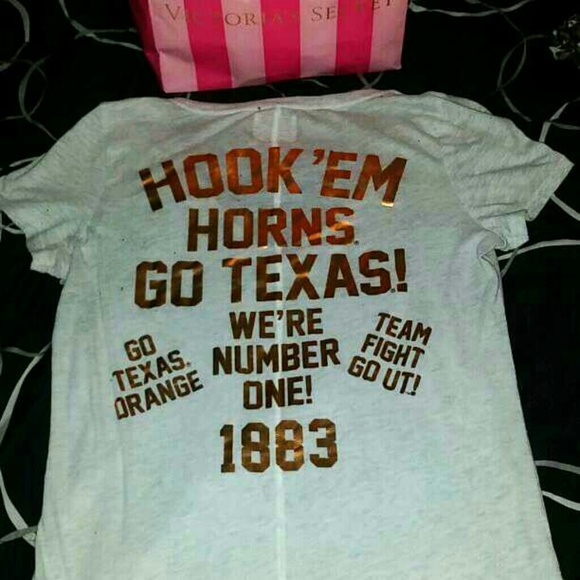 VICTORIA'S SECRET
HOOK 'EM
HORNS.
GO TEXAS!
WE'RE
NUMBER
ONE!
GO
TEXAS.
ORANGE
TEAM
FIGHT
GO UT!
1883